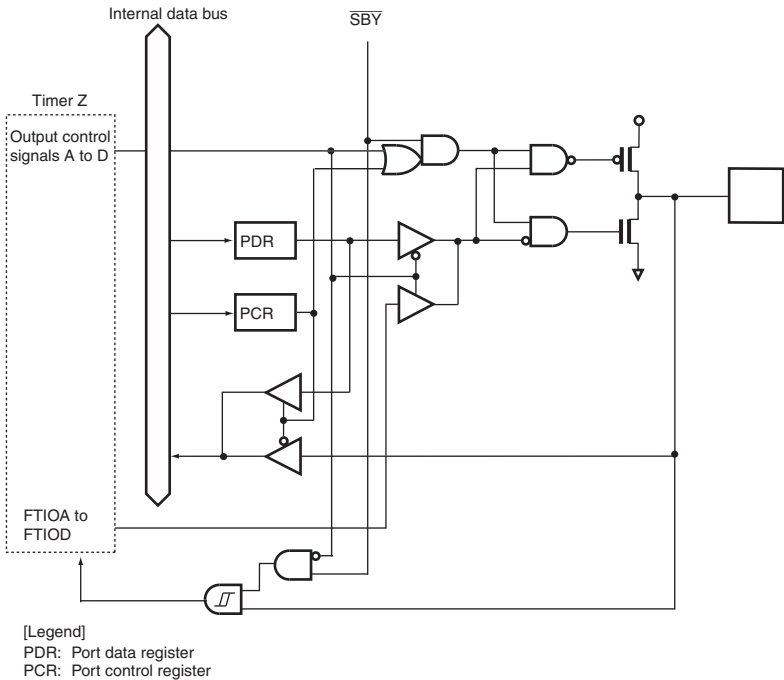 Internal data bus
SBY
Timer Z
Output control
signals A to D
PDR
PCR
FTIOA to
FTIOD
[Legend]
PDR: Port data register
PCR: Port control register